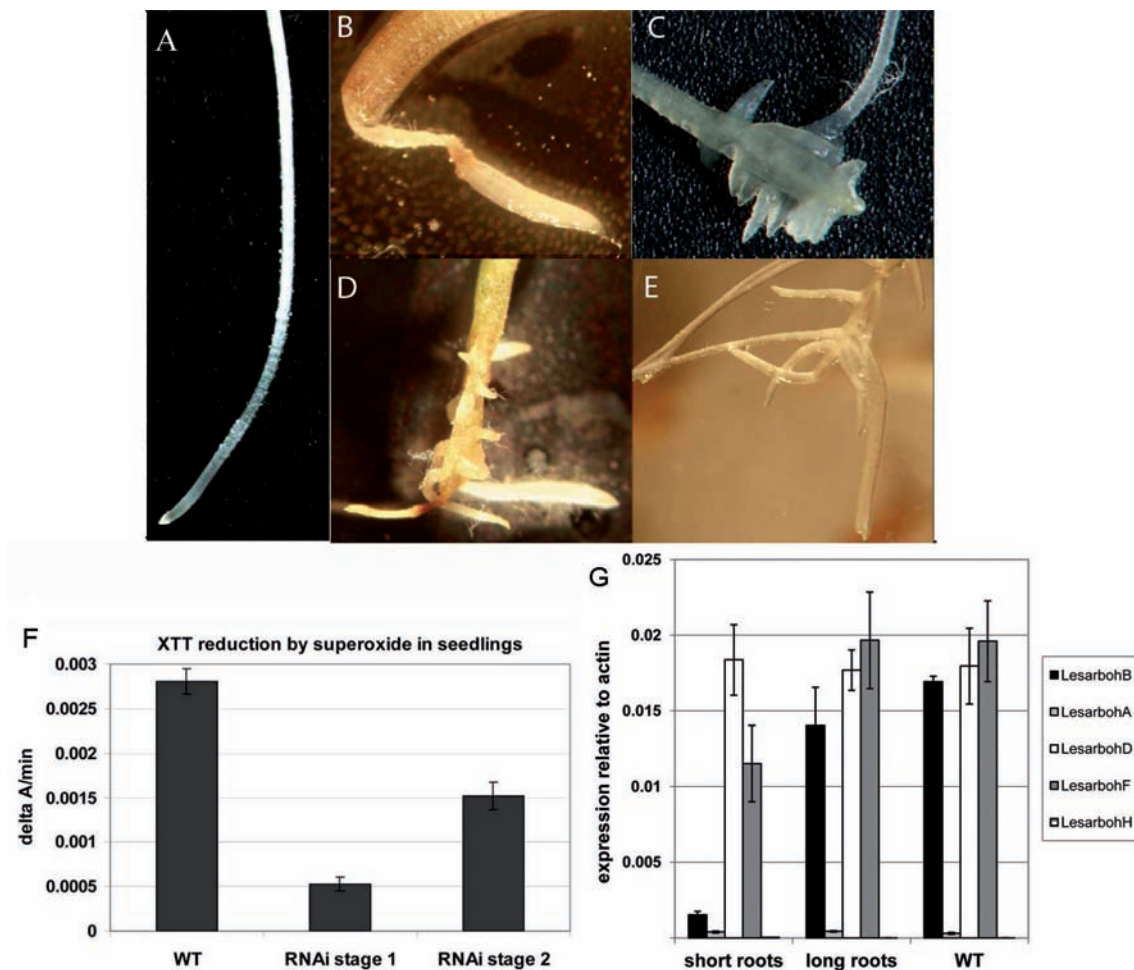 A
B
C
D
E
F
XTT reduction by superoxide in seedlings
delta A/min
0.003
0.0025
0.002
0.0015
0.001
0.0005
0
WT RNAi stage 1 RNAi stage 2
G
expression relative to actin
0.025
0.02
0.015
0.01
0.005
short roots long roots WT
LesarbohB
LesarbohA
LesarbohD
LesarbohF
LesarbohH